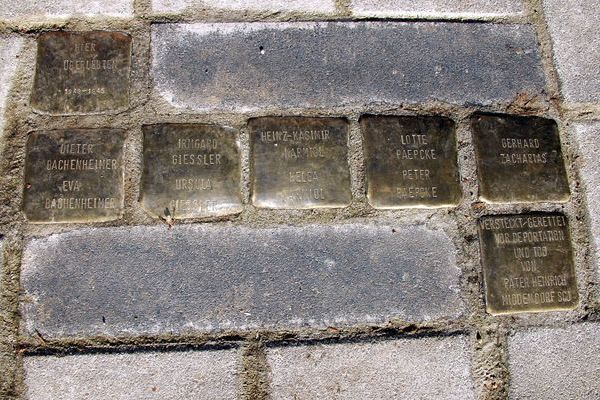 HIER
ÜBERLEBTEN
DIETER
BACHENHEIMER
EVA
BACHENHEIMER
IRMGARD
GIESSLER
URSULA
GIESSLER
HEINZ-KASIMIR
HELGA
LOTTE
PAEPCKE
PETER
PAEPCKE
GERHARD
ZACHARIAS
VERSTECKT-GERETTET
VOR DEPORTATION
UND TOD
VON
PATER HEINRICH
MIDDENDORF SCJ